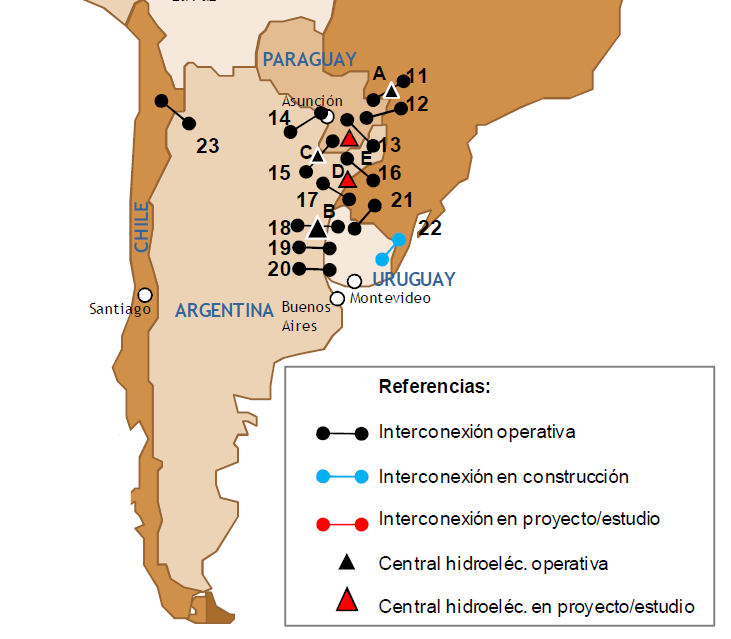 PARAGUAY
A
11
Asunción
12
14
13
23
C
E
15
D
16
17
21
B
18
22
19
20
CHILE
URUGUAY
Santiago
ARGENTINA
Buenos
Aires
Montevideo
Referencias:
Interconexión operativa
Interconexión en construcción
Interconexión en proyecto/estudio
Central hidroeléc. operativa
Central hidroeléc. en proyecto/estudio